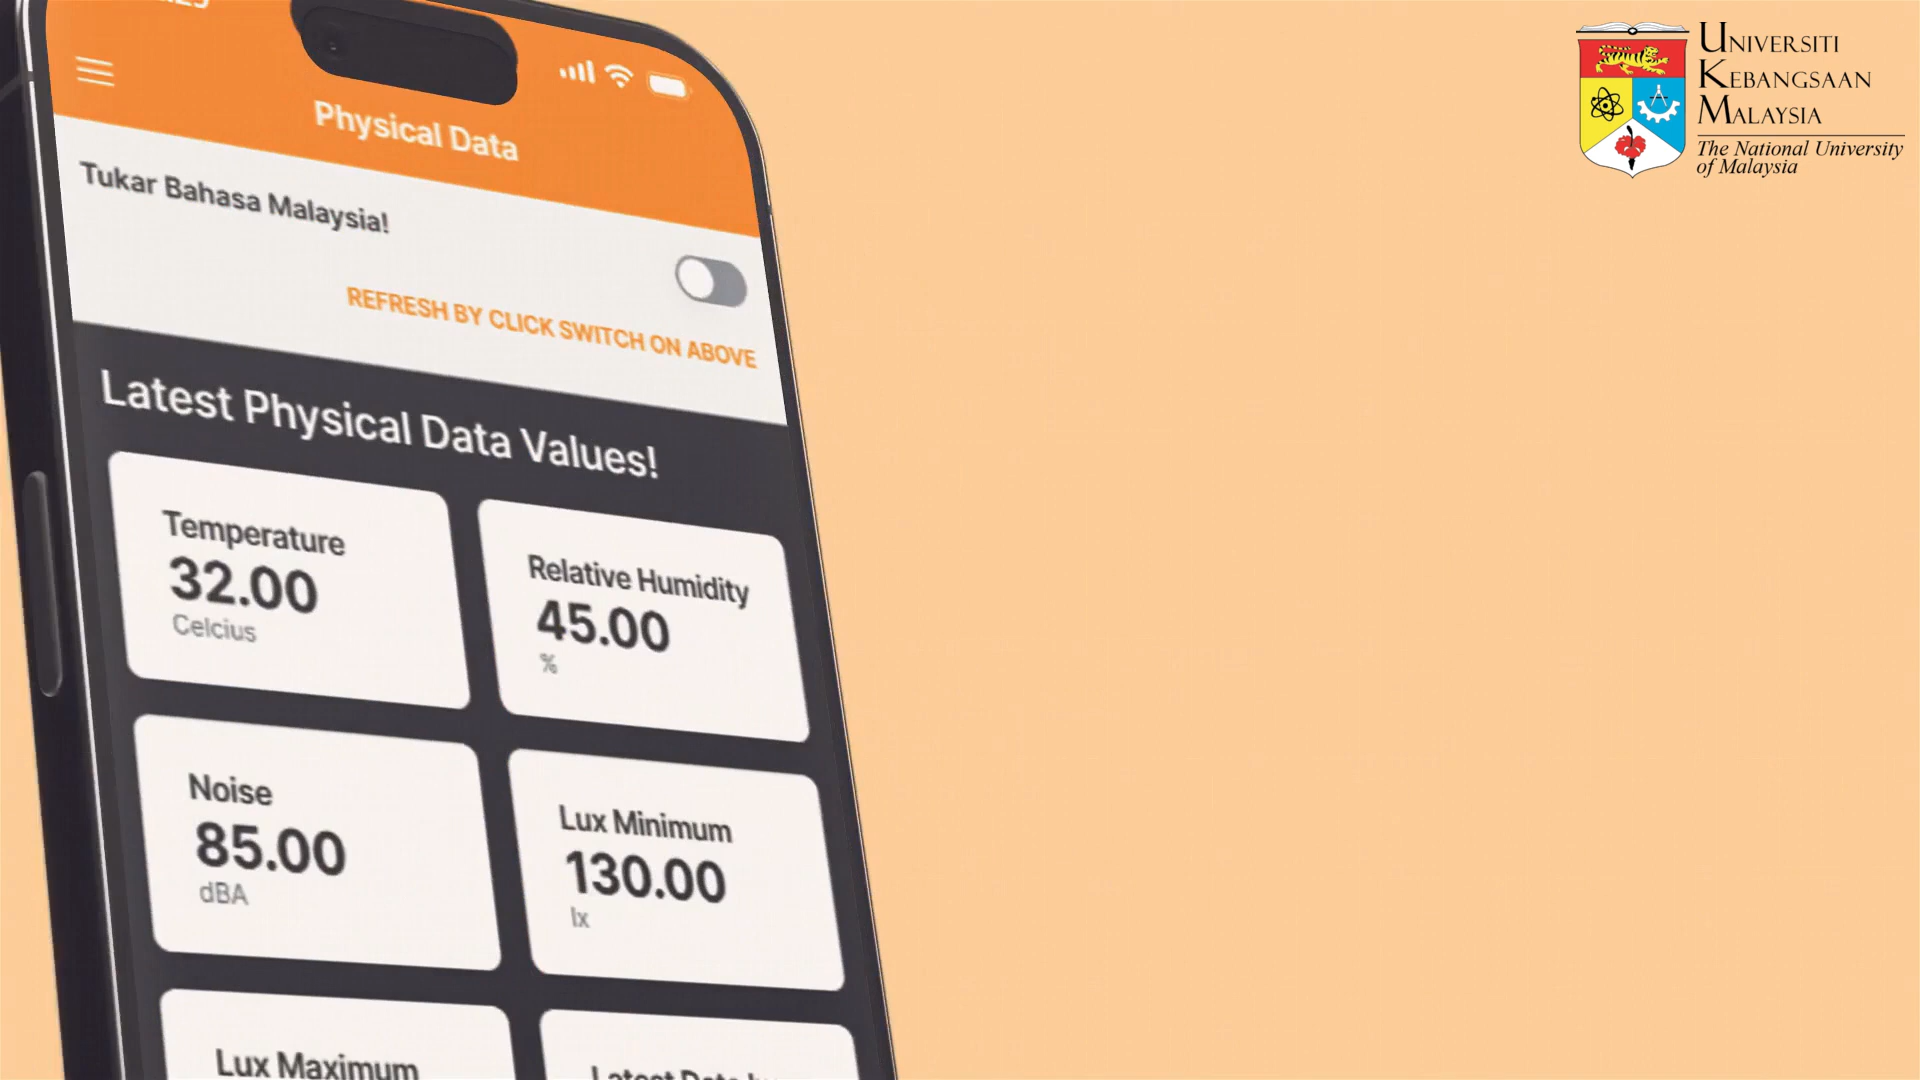 Physical Data
Tukar Bahasa Malaysia!
REFRESH BY CLICK SWITCH ON ABOVE
Latest Physical Data Values!
Temperature
32.00
Celcius
Relative Humidity
45.00
%
Noise
85.00
dBA
Lux Minimum
130.00
lx
Lux Maximum
UNIVERSITI
KEBANGSAAN
MALAYSIA
The National University
of Malaysia